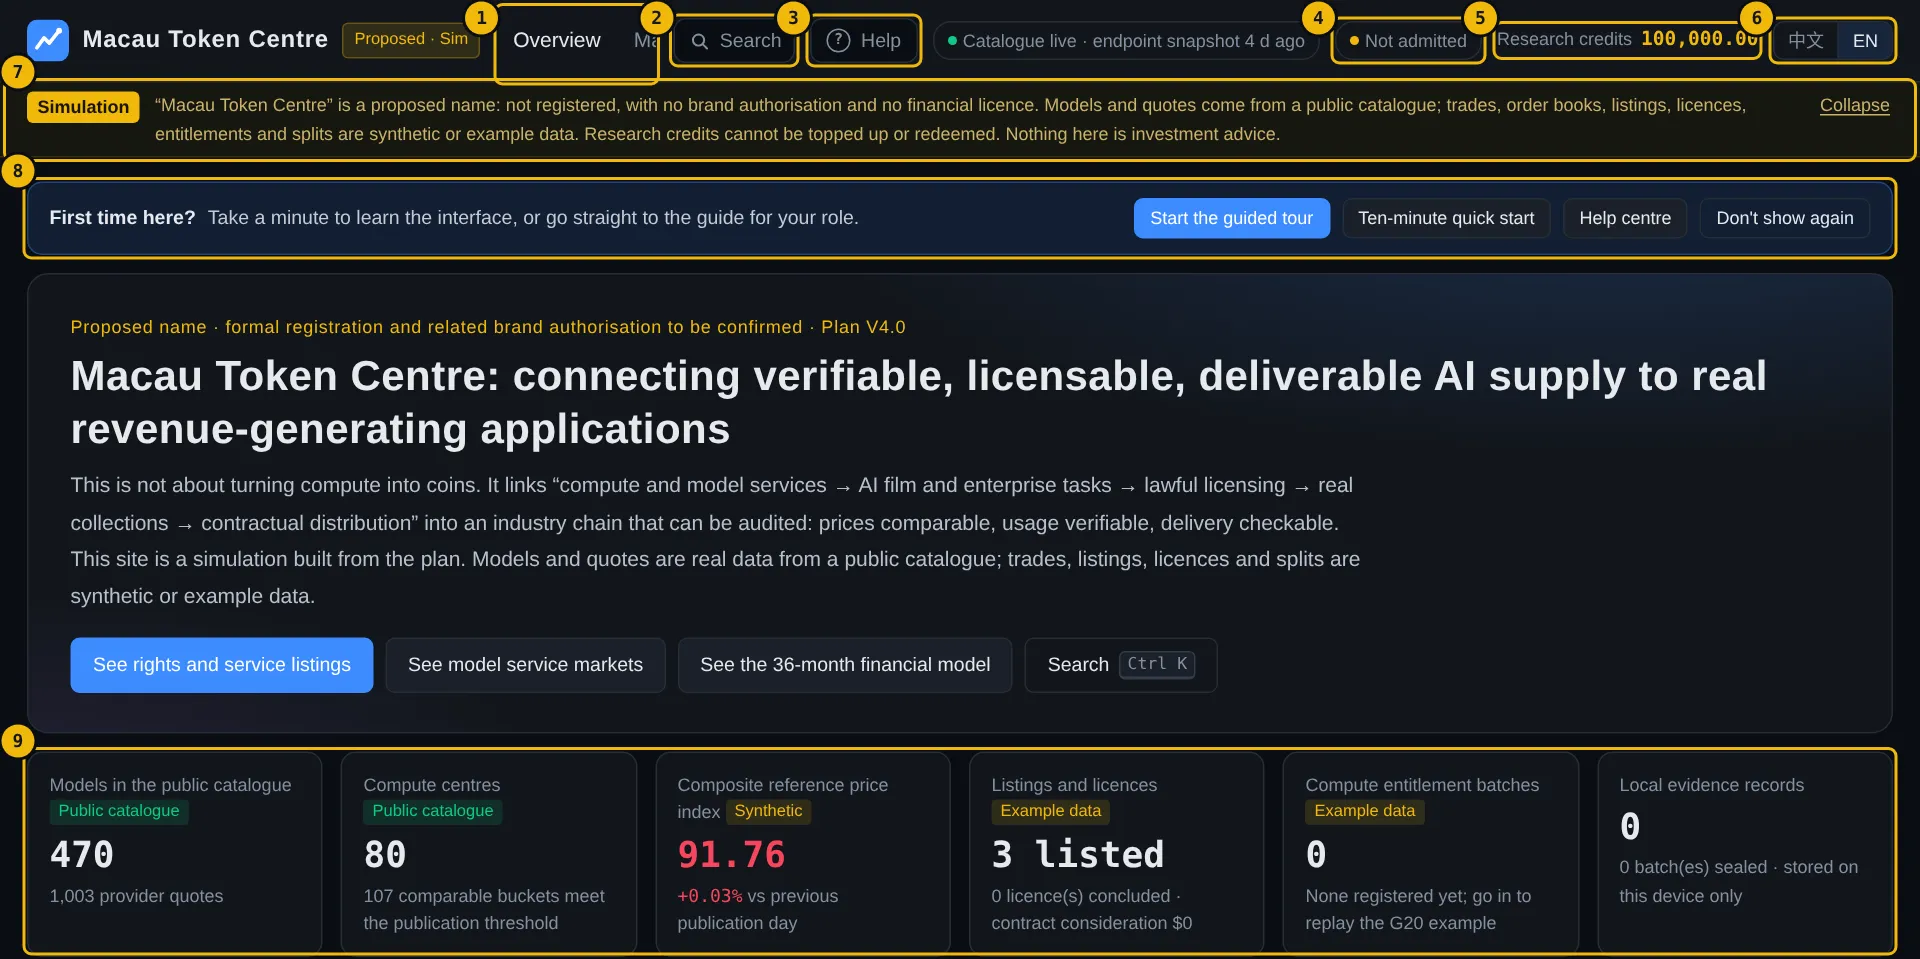 1 2 3 4 5 6
Macau Token Centre Proposed · Sim Overview Ma Search ? Help Catalogue live · endpoint snapshot 4 d ago Not admitted Research credits 100,000.00 中文 EN
7
Simulation “Macau Token Centre” is a proposed name: not registered, with no brand authorisation and no financial licence. Models and quotes come from a public catalogue; trades, order books, listings, licences, Collapse
entitlements and splits are synthetic or example data. Research credits cannot be topped up or redeemed. Nothing here is investment advice.
8
First time here? Take a minute to learn the interface, or go straight to the guide for your role. Start the guided tour Ten-minute quick start Help centre Don't show again
Proposed name · formal registration and related brand authorisation to be confirmed · Plan V4.0
Macau Token Centre: connecting verifiable, licensable, deliverable AI supply to real
revenue-generating applications
This is not about turning compute into coins. It links “compute and model services → AI film and enterprise tasks → lawful licensing → real
collections → contractual distribution” into an industry chain that can be audited: prices comparable, usage verifiable, delivery checkable.
This site is a simulation built from the plan. Models and quotes are real data from a public catalogue; trades, listings, licences and splits are
synthetic or example data.
See rights and service listings See model service markets See the 36-month financial model Search Ctrl K
9
Models in the public catalogue
Public catalogue
470
1,003 provider quotes
Compute centres
Public catalogue
80
107 comparable buckets meet
the publication threshold
Composite reference price
index Synthetic
91.76
+0.03% vs previous
publication day
Listings and licences
Example data
3 listed
0 licence(s) concluded ·
contract consideration $0
Compute entitlement batches
Example data
0
None registered yet; go in to
replay the G20 example
Local evidence records
0
0 batch(es) sealed · stored on
this device only